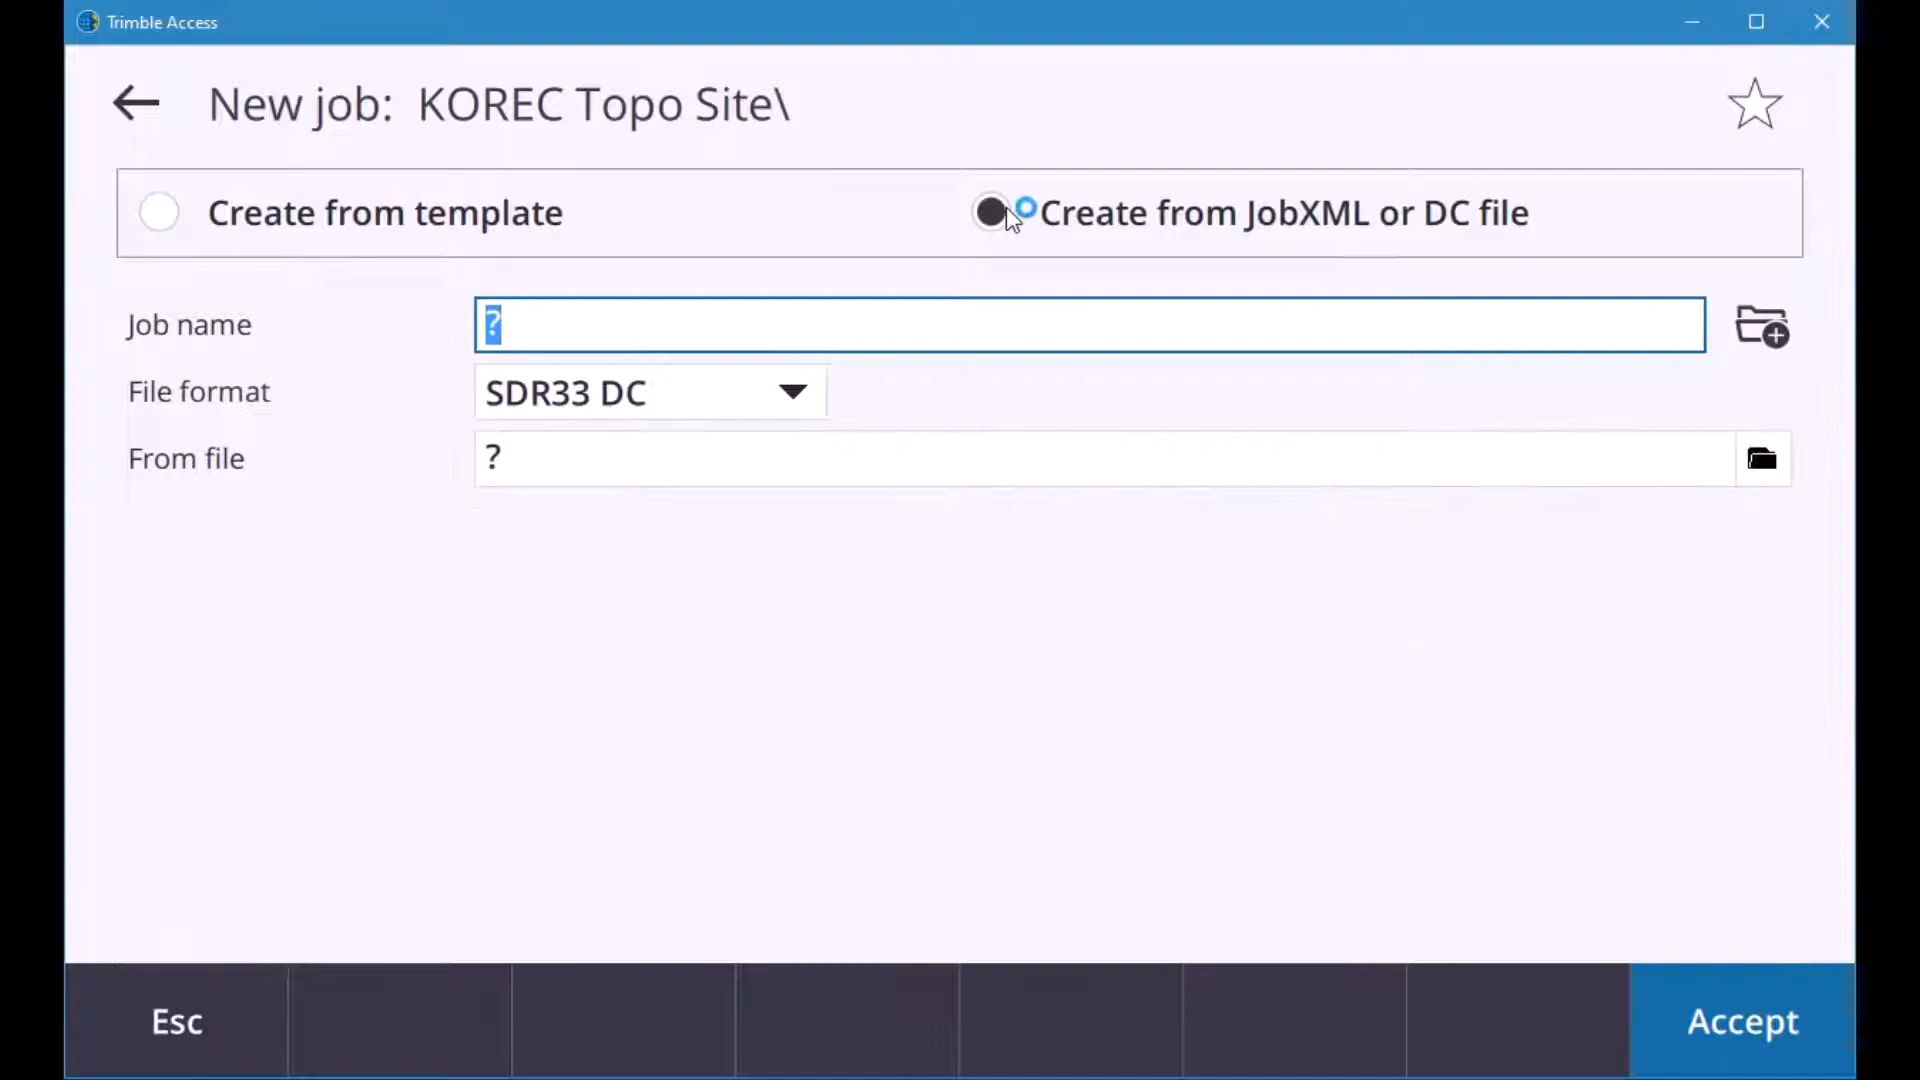 Trimble Access
New job: KOREC Topo Site\
Create from template
Create from JobXML or DC file
Job name
?
File format
SDR33 DC
From file
?
Esc
Accept